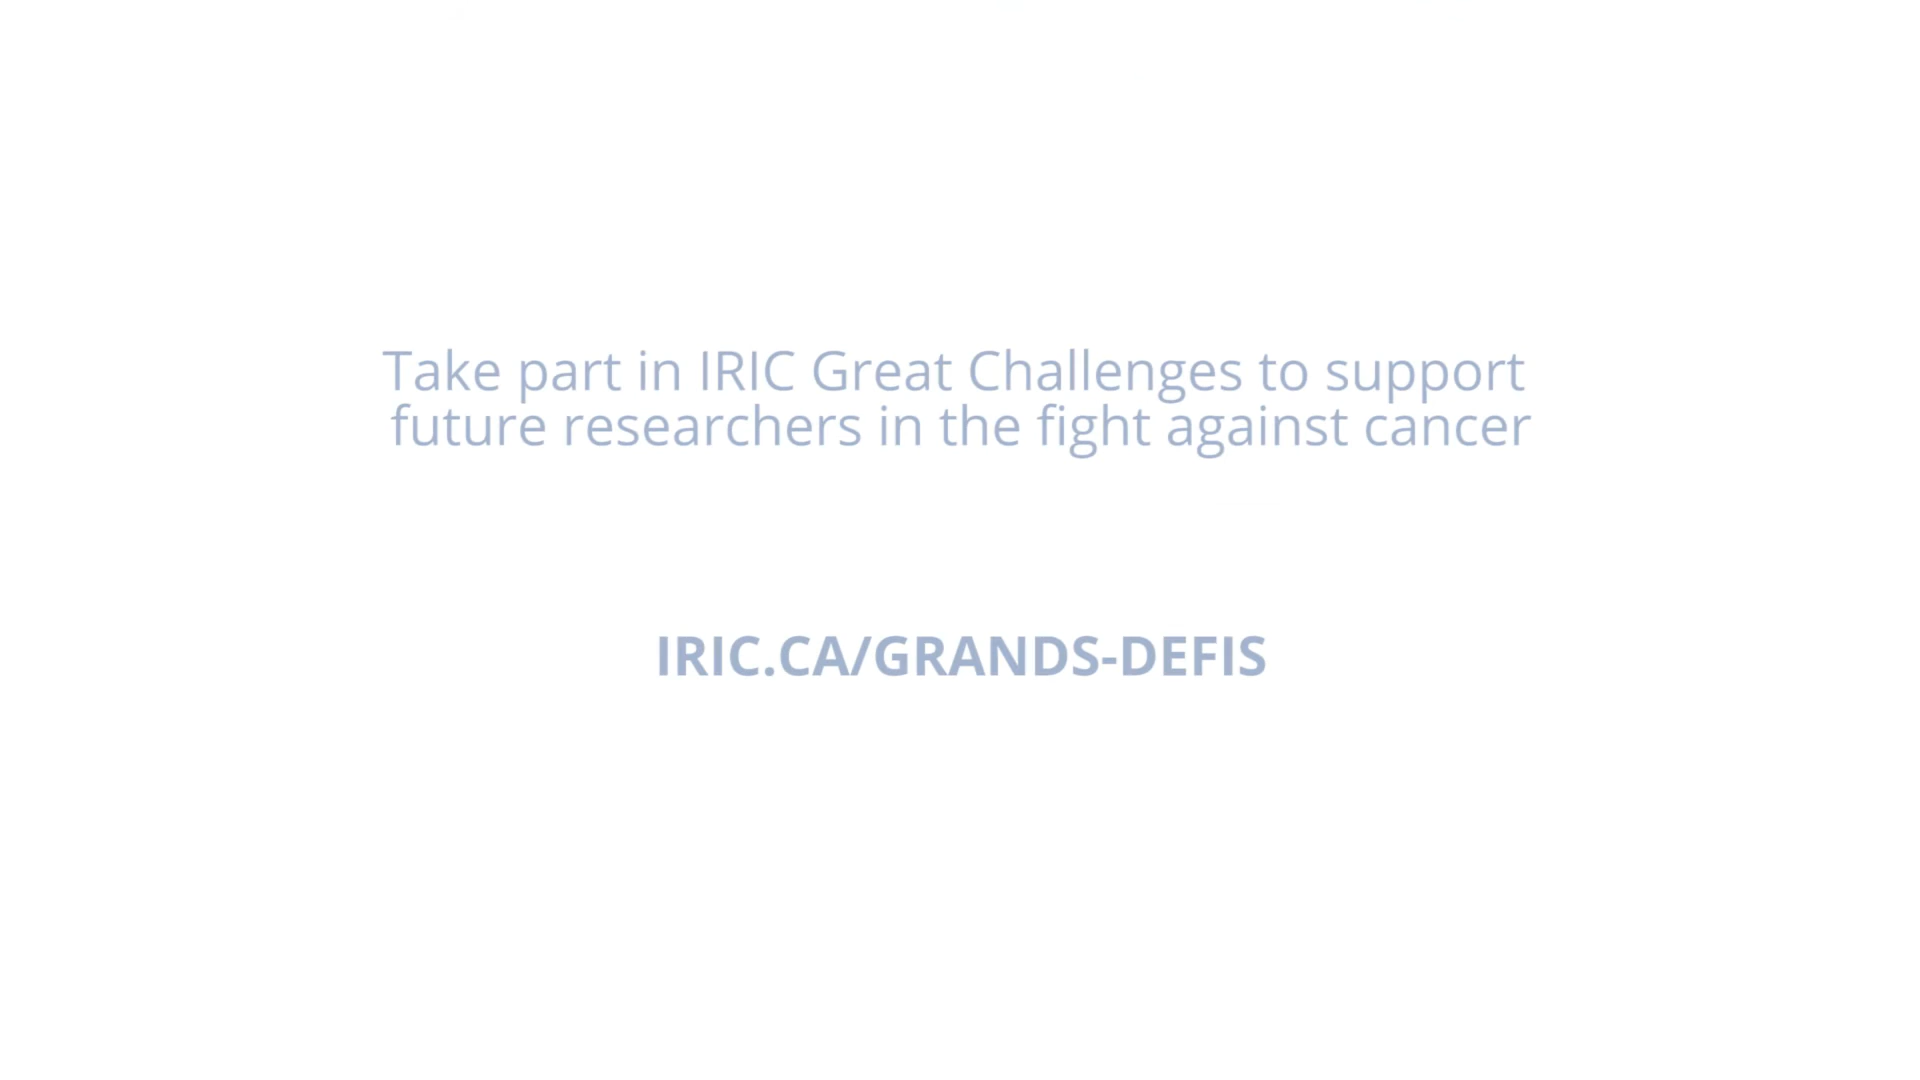 Take part in IRIC Great Challenges to support
future researchers in the fight against cancer
IRIC.CA/GRANDS-DEFIS